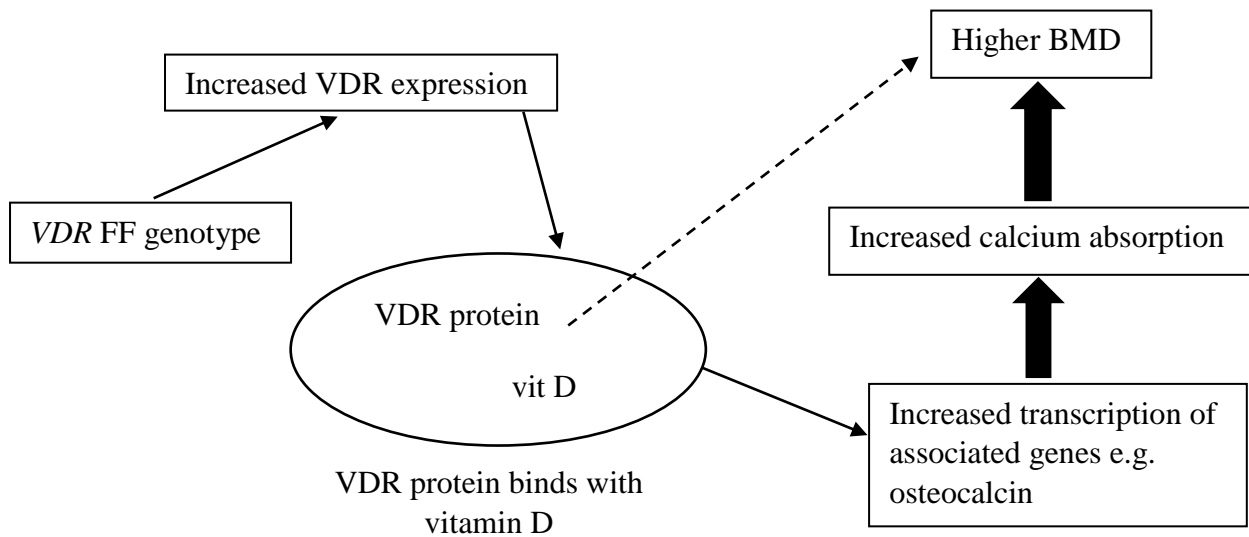 Higher BMD
Increased VDR expression
VDR FF genotype
Increased calcium absorption
VDR protein
vit D
Increased transcription of
associated genes e.g.
osteocalcin
VDR protein binds with
vitamin D